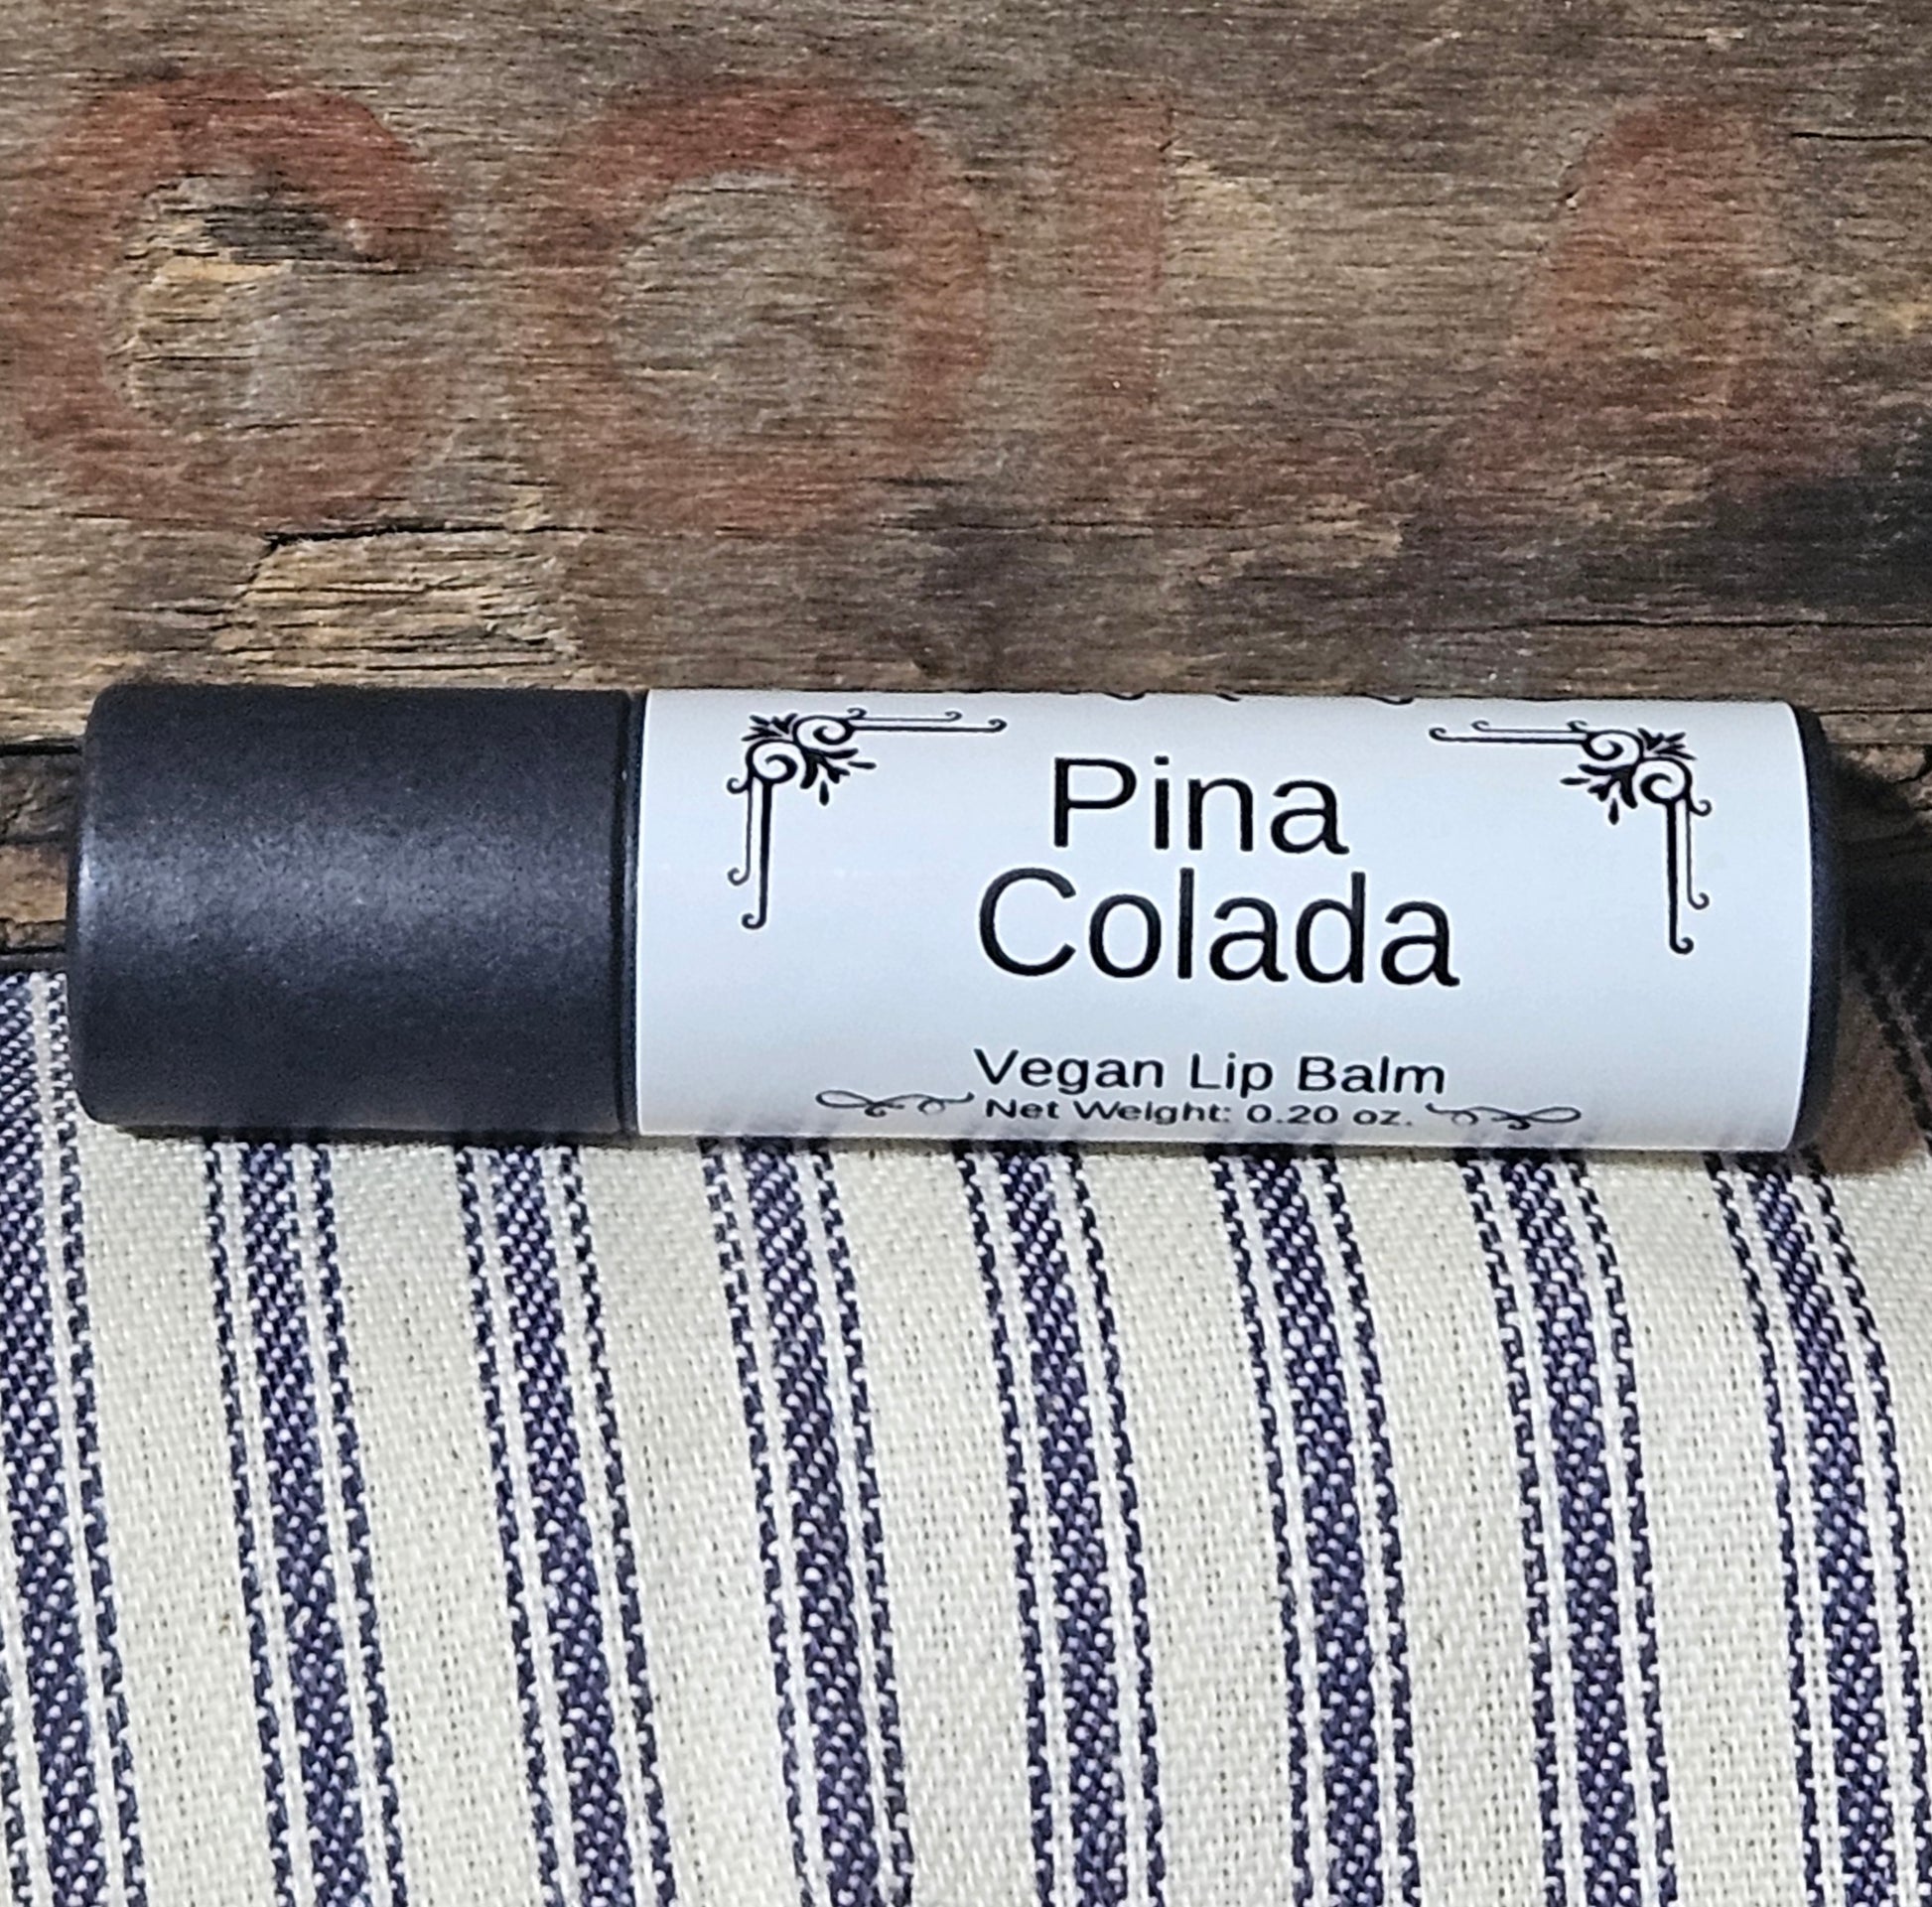 Pina
Colada
Vegan Lip Balm
Net Weight: 0.20 oz.